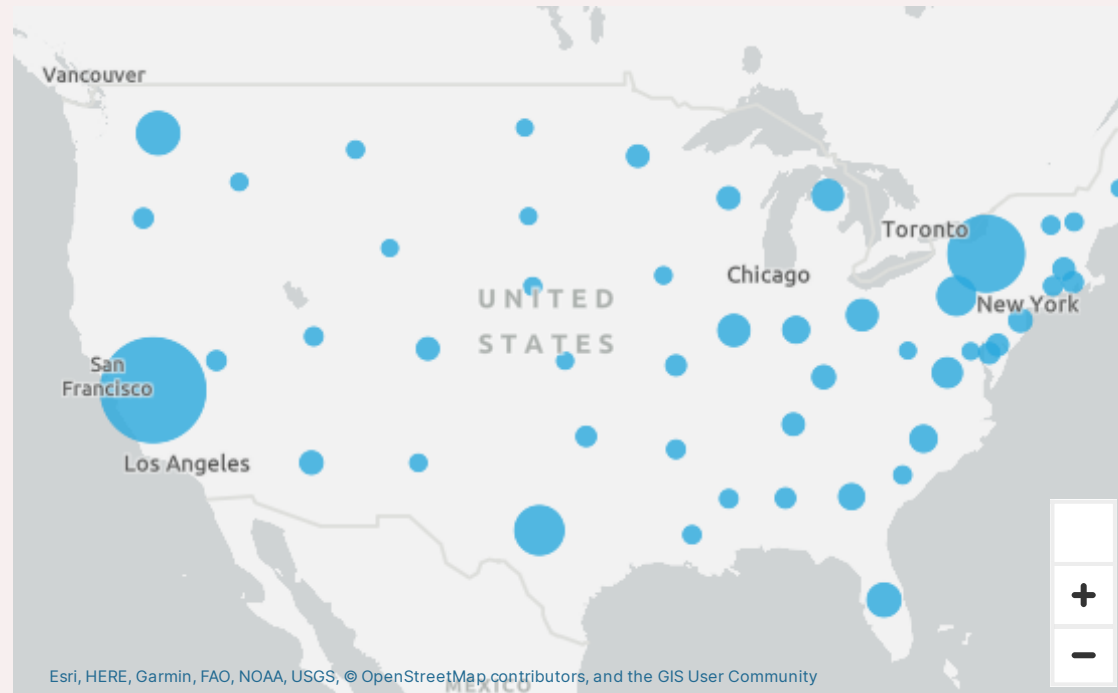 Vancouver
Toronto
Chicago
UNITED
STATES
New York
San
Francisco
Los Angeles
MEXICO
Esri, HERE, Garmin, FAO, NOAA, USGS, © OpenStreetMap contributors, and the GIS User Community
+
−